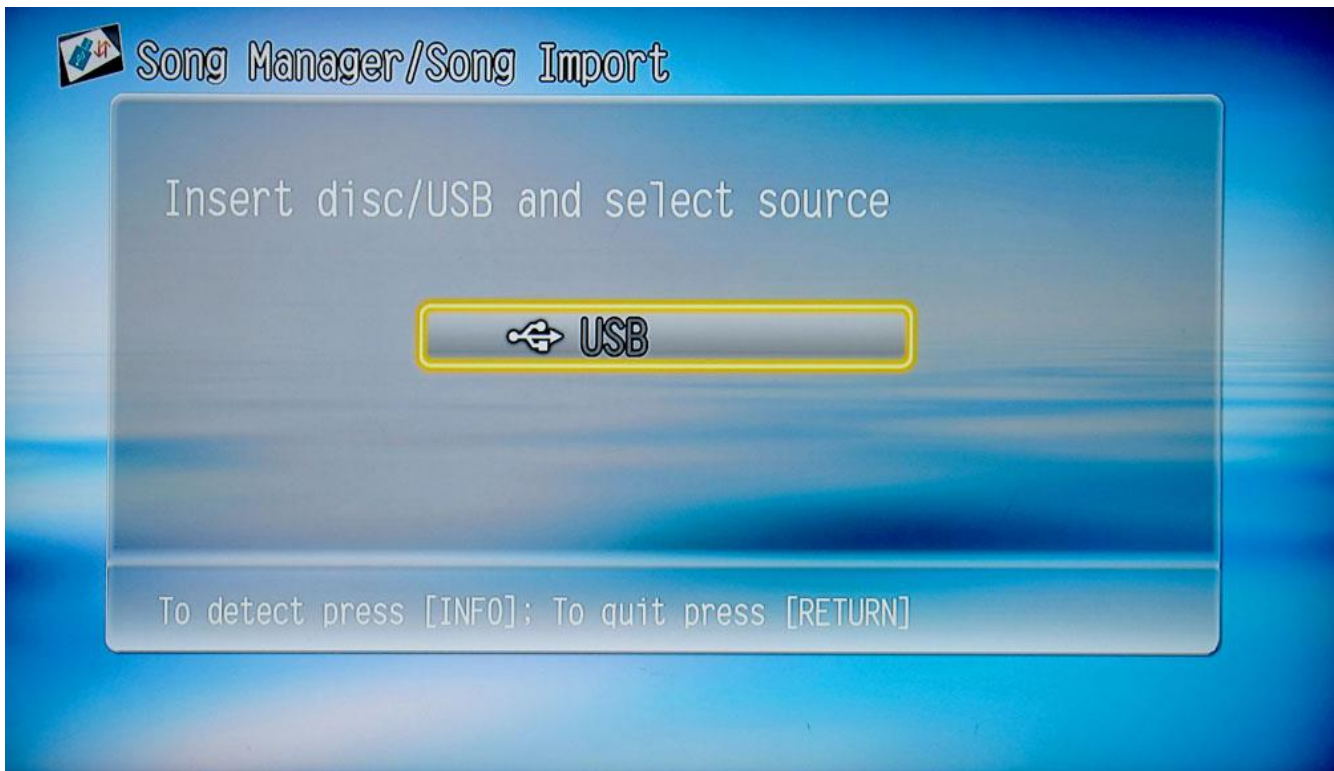 Song Manager/Song Import
Insert disc/USB and select source
USB
To detect press [INFO]; To quit press [RETURN]